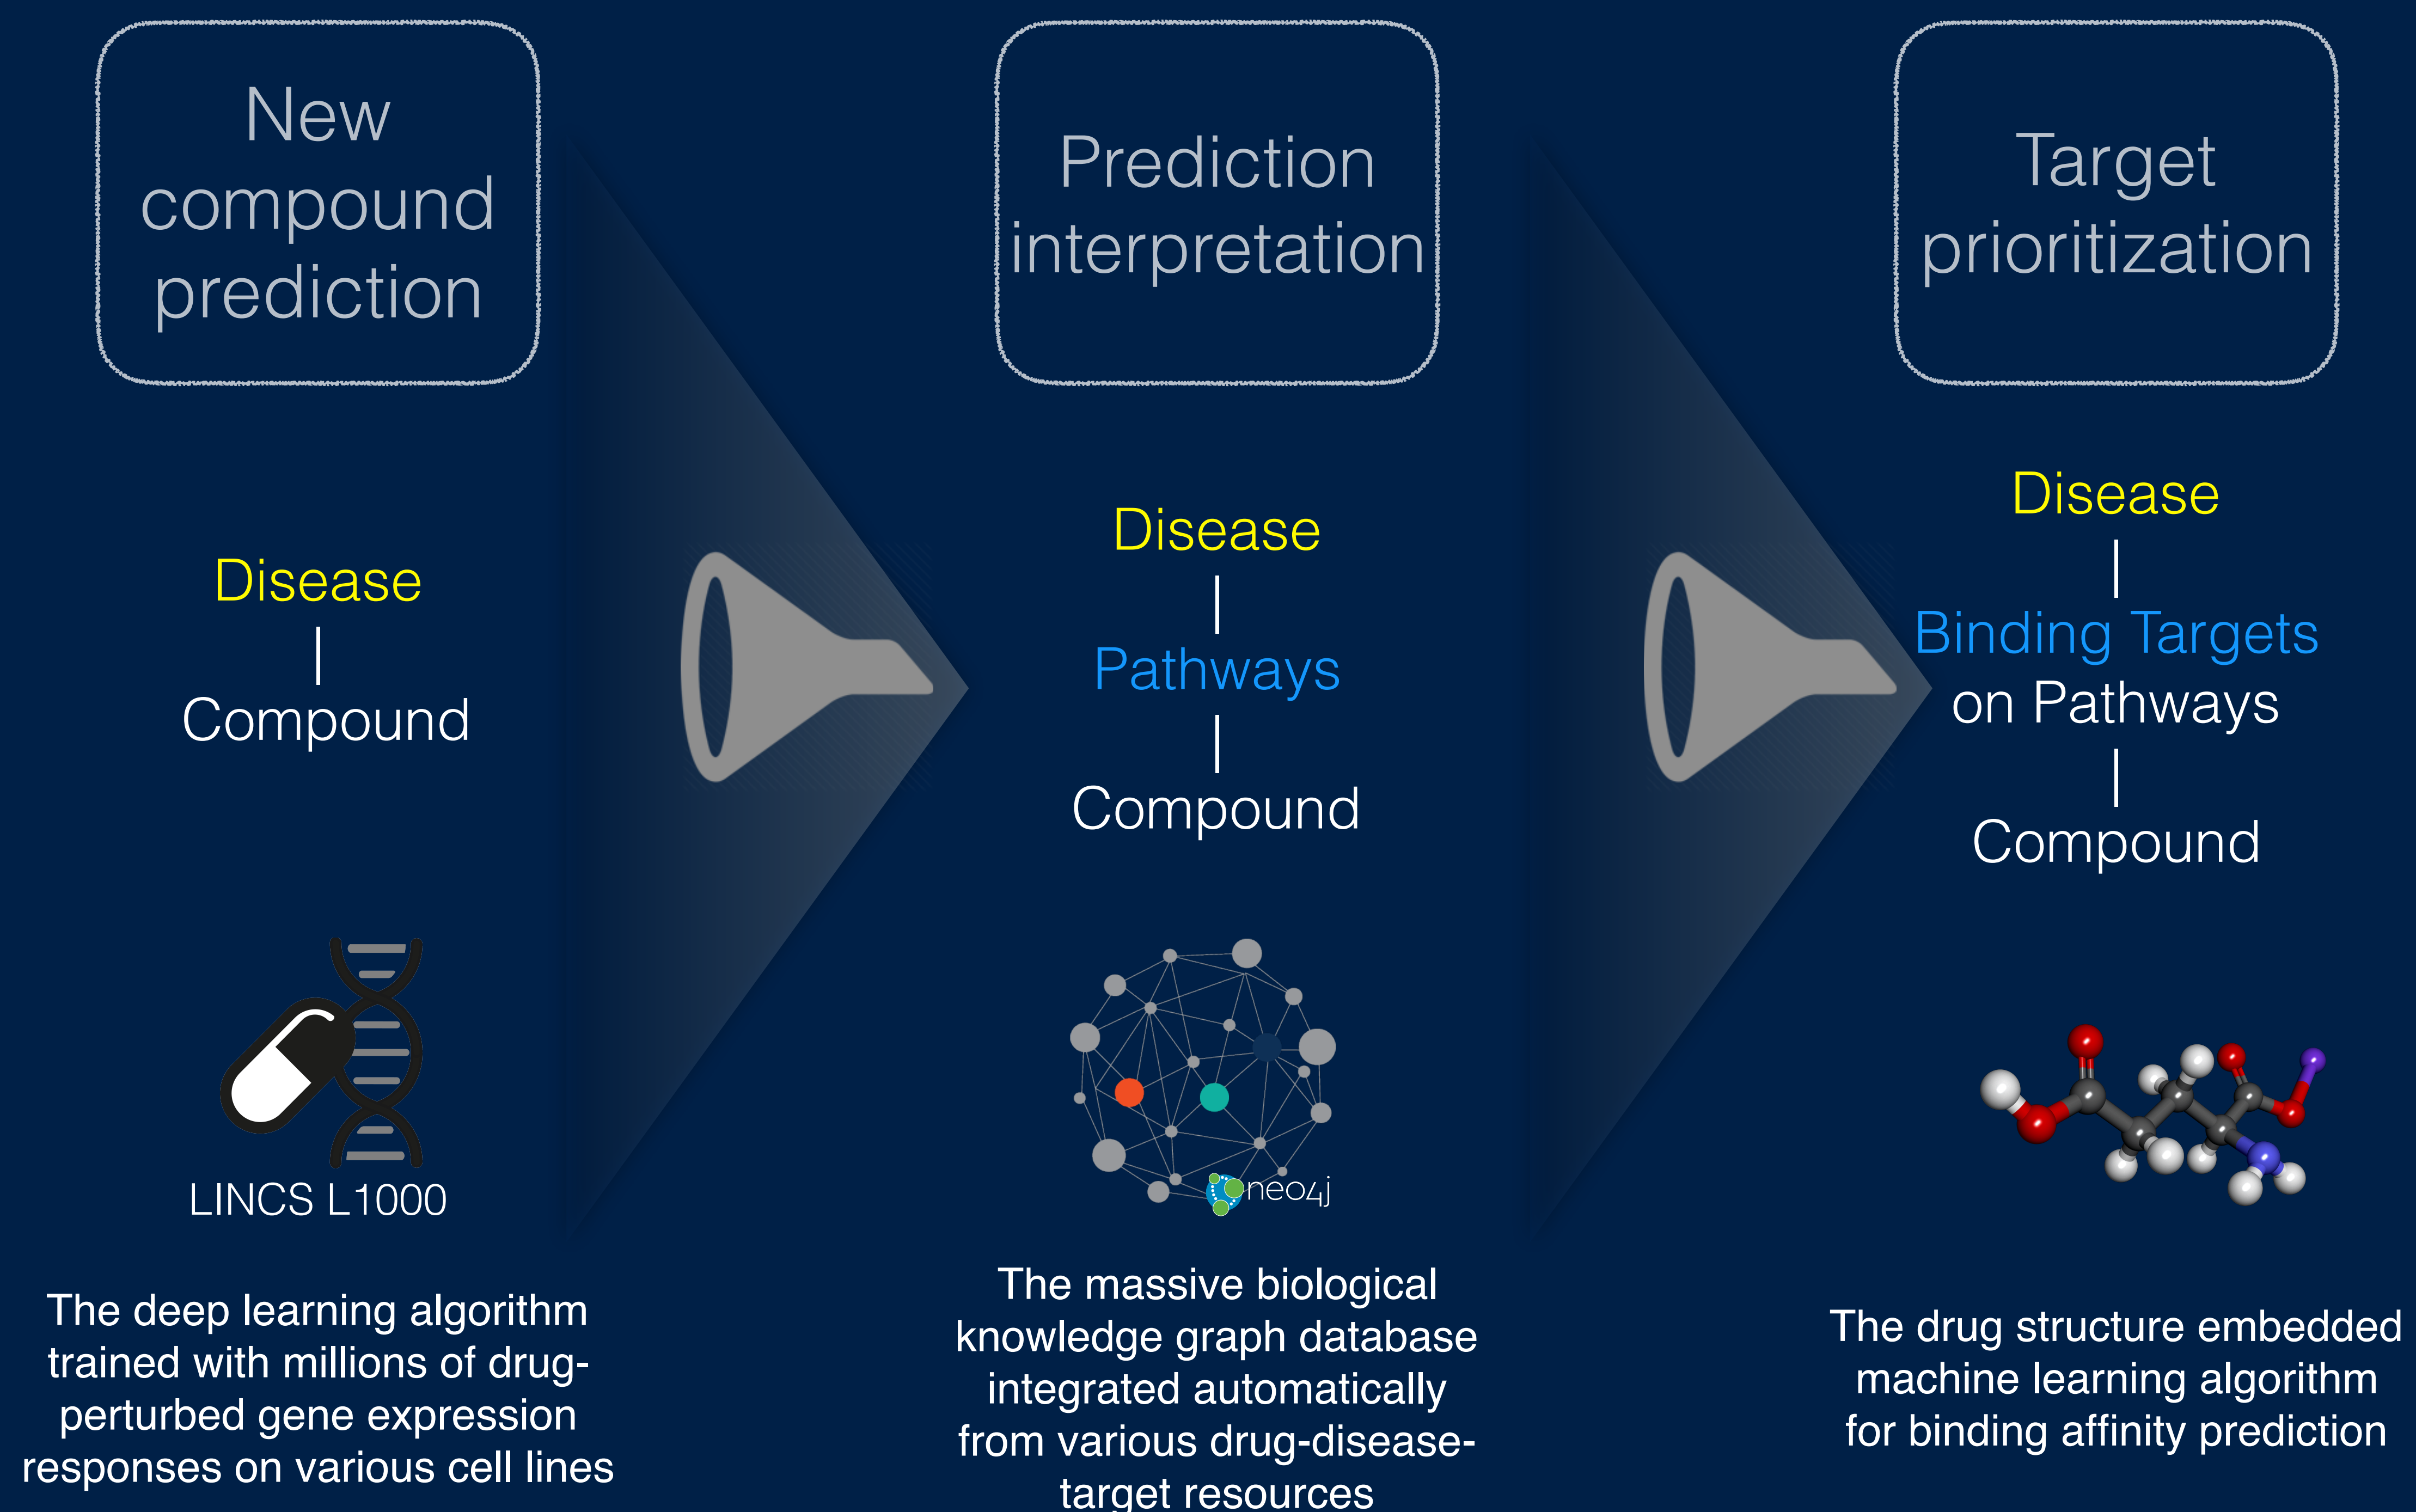 New
compound
prediction
Disease
Compound
LINCS L1000
The deep learning algorithm
trained with millions of drug-
perturbed gene expression
responses on various cell lines
Prediction
interpretation
Disease
Pathways
Compound
neo4j
The massive biological
knowledge graph database
integrated automatically
from various drug-disease-
target resources
Target
prioritization
Disease
Binding Targets
on Pathways
Compound
The drug structure embedded
machine learning algorithm
for binding affinity prediction